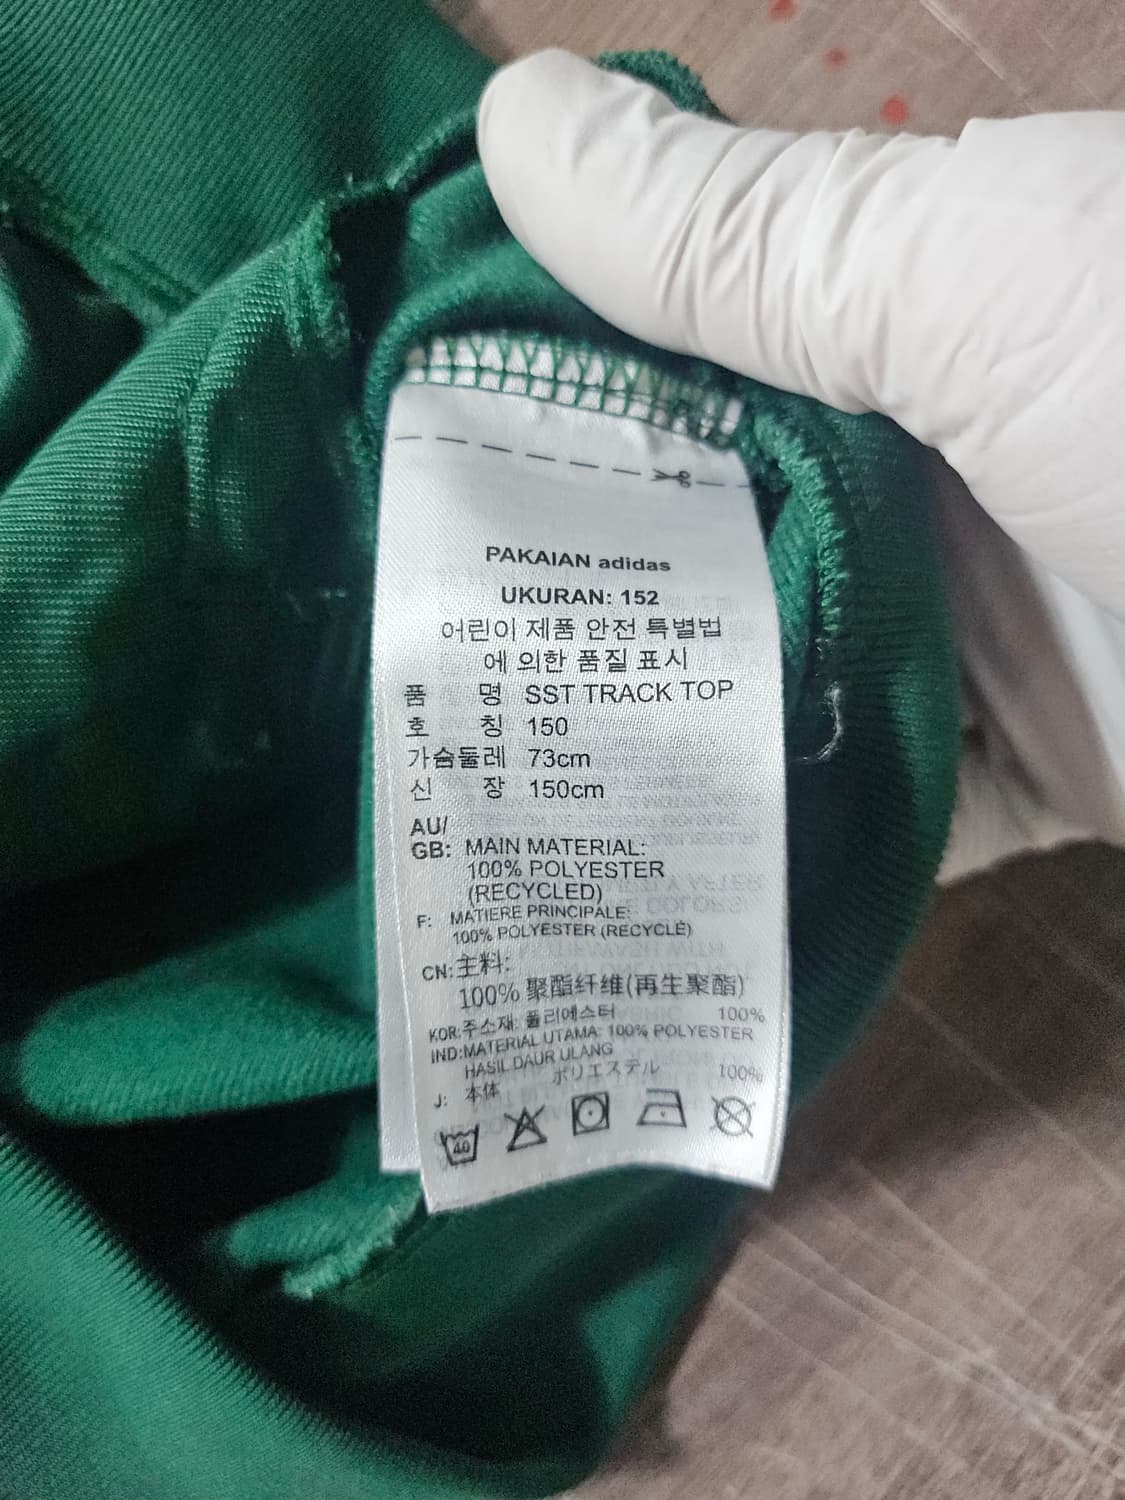 PAKAIAN adidas
UKURAN: 152
어린이 제품 안전 특별법
에 의한 품질 표시
품 명 SST TRACK TOP
호 칭 150
가슴둘레 73cm
신 장 150cm
AU/
GB: MAIN MATERIAL:
100% POLYESTER
(RECYCLED)
F: MATIERE PRINCIPALE:
100% POLYESTER (RECYCLÉ)
CN: 主料:
100% 聚酯纤维(再生聚酯)
KOR: 주소재: 폴리에스터 100%
IND: MATERIAL UTAMA: 100% POLYESTER
HASIL DAUR ULANG
ポリエステル 100%
J: 本体
40